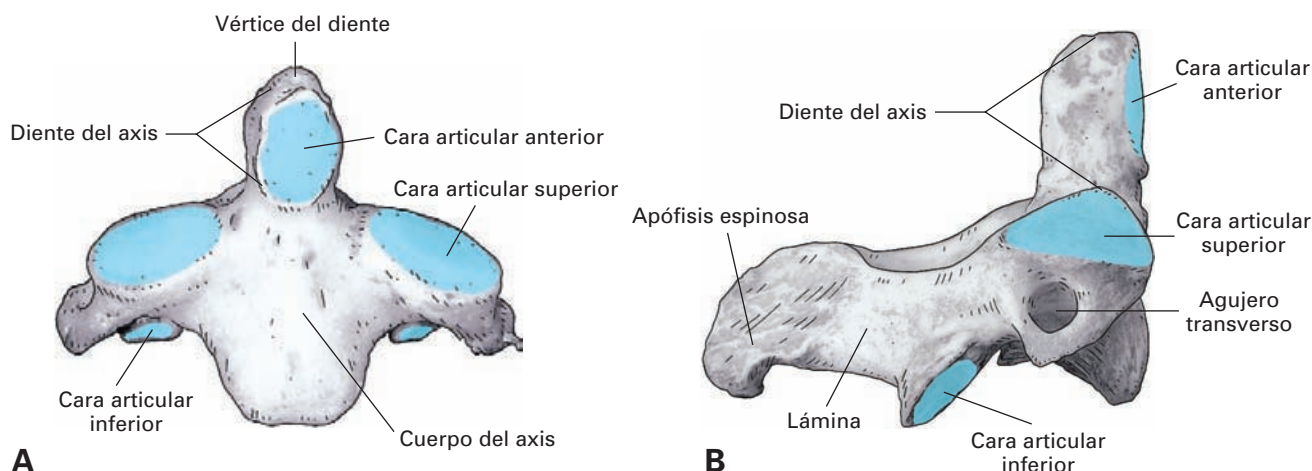 Vértice del diente
Diente del axis
Cara articular anterior
Cara articular superior
Cara articular
inferior
Cuerpo del axis
A
Cara articular
anterior
Diente del axis
Apófisis espinosa
Cara articular
superior
Agujero
transverso
Lámina
Cara articular
inferior
B